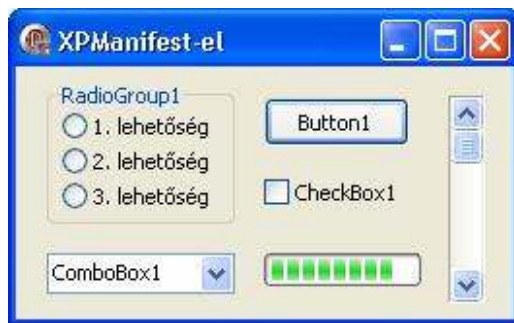 XPManifest-el
RadioGroup1
1. lehetőség
2. lehetőség
3. lehetőség
Button1
CheckBox1
ComboBox1